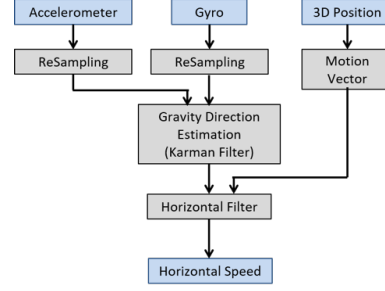 Accelerometer
Gyro
3D Position
ReSampling
ReSampling
Motion
Vector
Gravity Direction
Estimation
(Karman Filter)
Horizontal Filter
Horizontal Speed